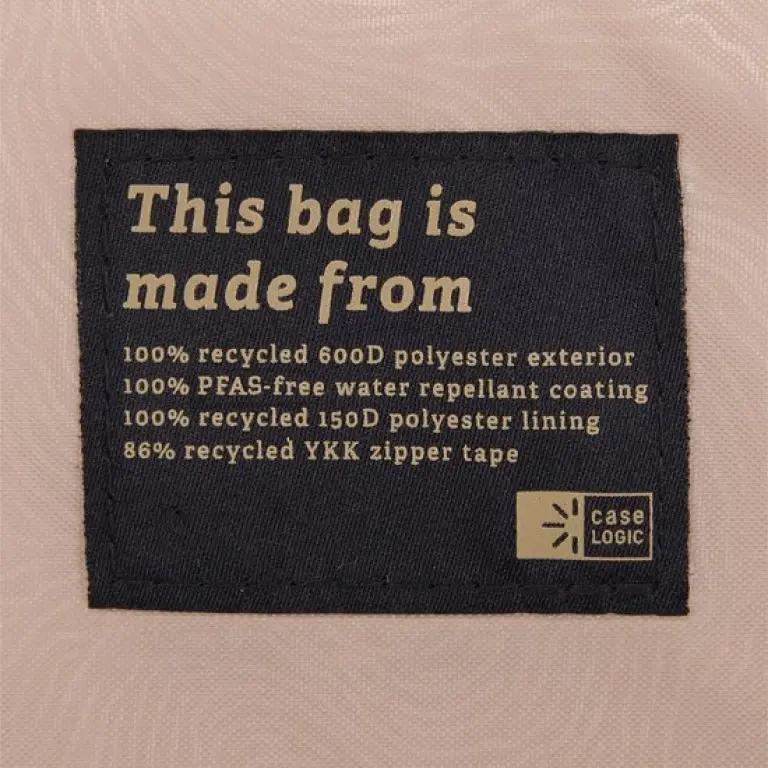 This bag is
made from
100% recycled 600D polyester exterior
100% PFAS-free water repellant coating
100% recycled 150D polyester lining
86% recycled YKK zipper tape
case
LOGIC